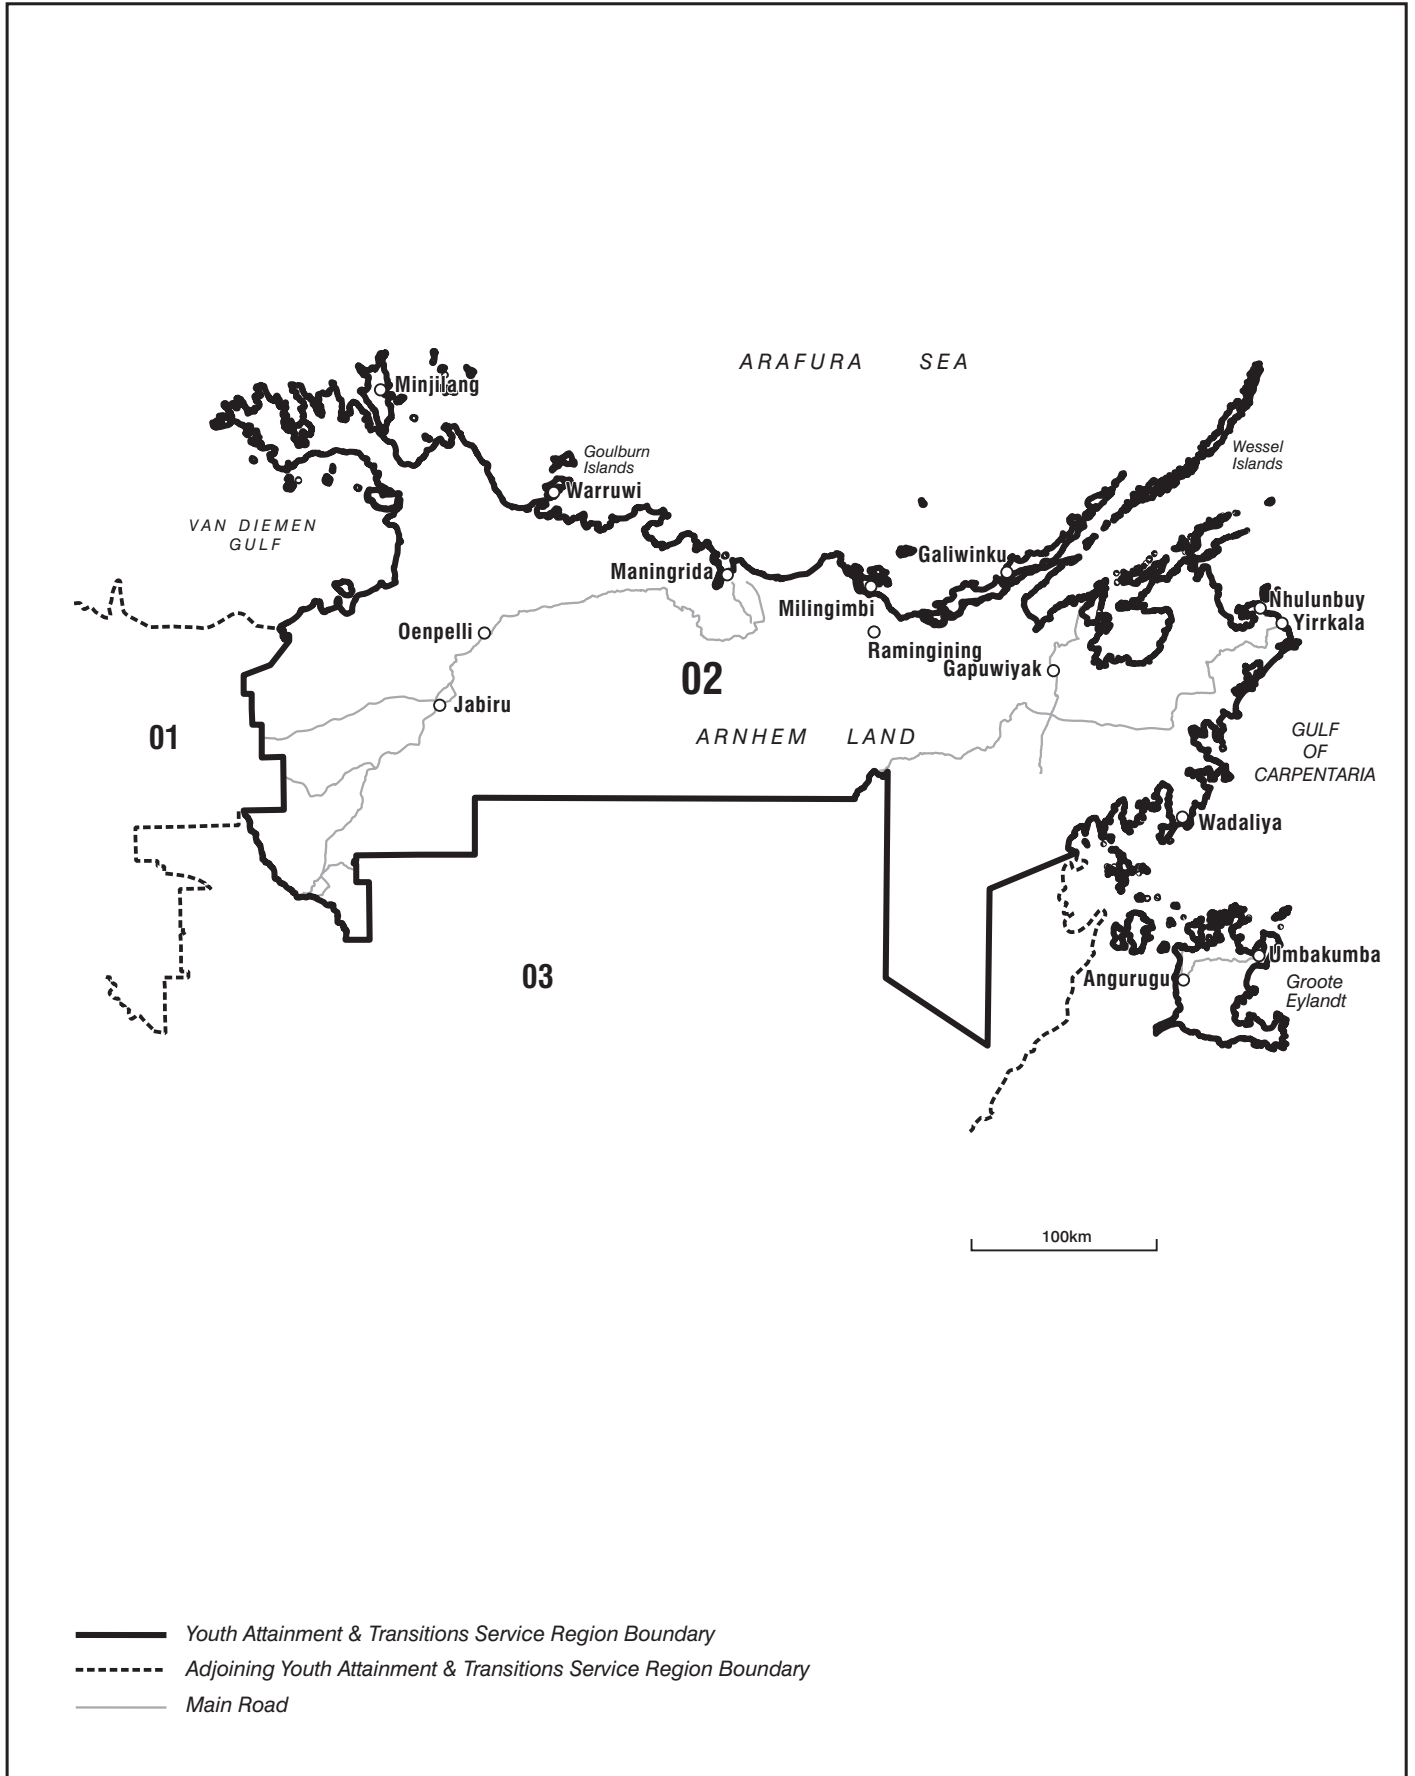 ARAFURA SEA
Minjilang
Goulburn
Islands
Wessel
Islands
Warruwi
VAN DIEMEN
GULF
Galiwinku
Maningrida
Milingimbi
Nhulunbuy
Yirrkala
Oenpelli
Ramingining
Gapuwiyak
02
Jabiru
01
ARNHEM LAND
GULF
OF
CARPENTARIA
Wadaliya
Umbakumba
03
Angurugu
Groote
Eylandt
100km
Youth Attainment & Transitions Service Region Boundary
Adjoining Youth Attainment & Transitions Service Region Boundary
Main Road